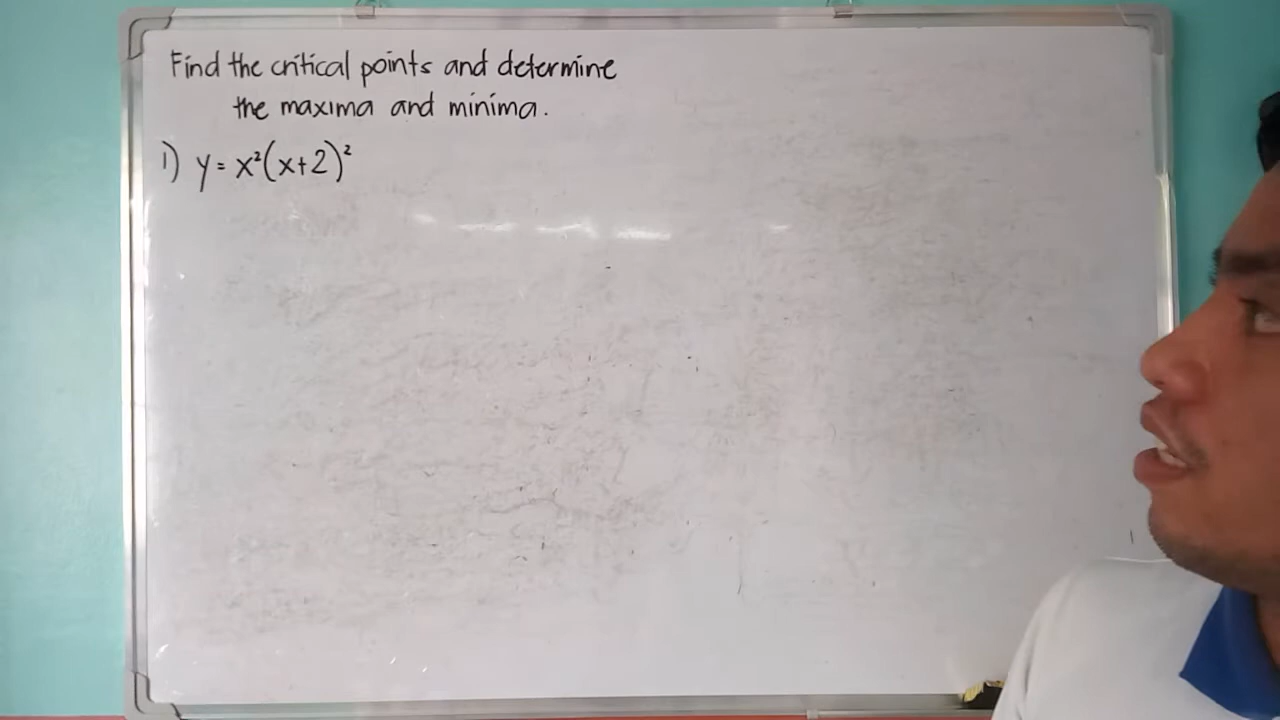 Find the critical points and determine
the maxima and minima.
1) y = x²(x+2)²